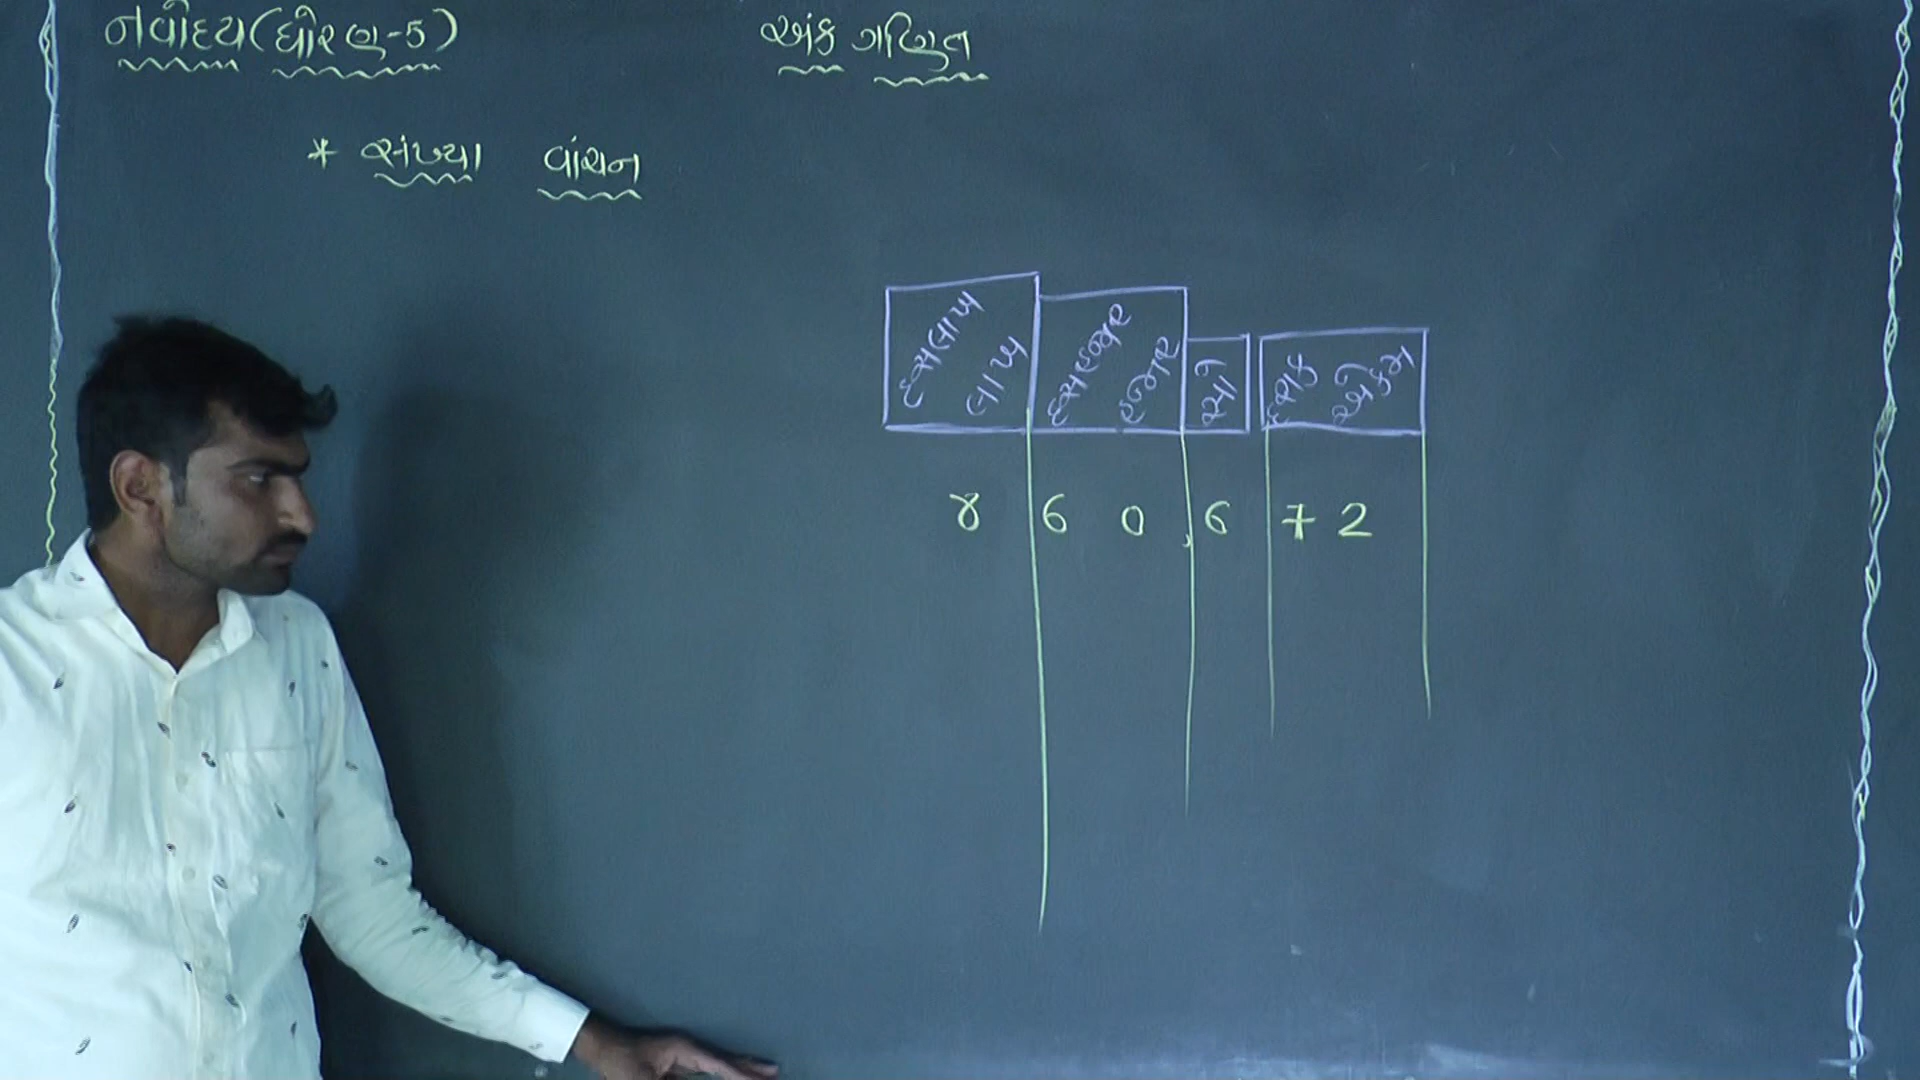 નવોદય (ધોરણ-5)
અંક ગણિત
* સંખ્યા વાંચન
દસલાખ લાખ દસહજાર હજાર સો દશક એકમ
8 6 0, 6 7 2